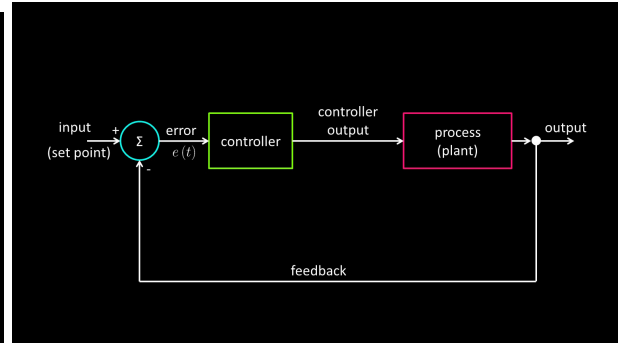 input
(set point)
+
Σ
-
error
e(t)
controller
controller
output
process
(plant)
output
feedback